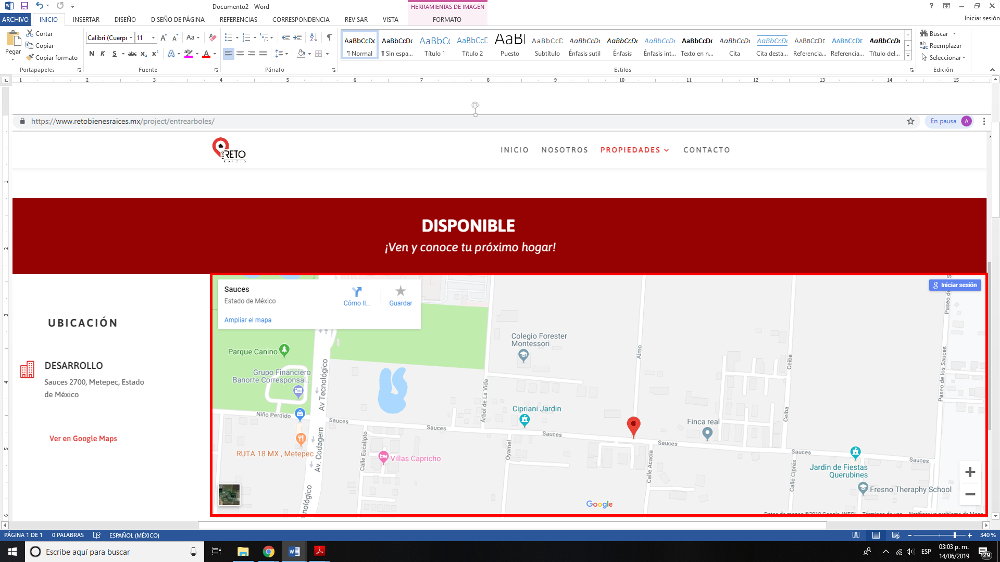 Documento2 - Word
HERRAMIENTAS DE IMAGEN
ARCHIVO INICIO INSERTAR DISEÑO DISEÑO DE PÁGINA REFERENCIAS CORRESPONDENCIA REVISAR VISTA FORMATO
Iniciar sesión
Pegar
Cortar
Copiar
Copiar formato
Portapapeles
Calibri (Cuerpo 11
Fuente
Párrafo
AaBbCcDc AaBbCcDc AaBbCc AaBbCcD AaB AaBbCcD AaBbCcDc AaBbCcDc AaBbCcDc AaBbCcDc AaBbCcDc AaBbCcDc AABBCCDD AABBCCDD AaBbCcDc
¶ Normal ¶ Sin espa... Título 1 Título 2 Puesto Subtítulo Énfasis sutil Énfasis Énfasis int... Texto en n... Cita Cita desta... Referencia... Referencia... Título del...
Estilos
Buscar
Reemplazar
Seleccionar
Edición
1 2 3 4 5 6 7 8 9 10 11 12 13 14 15
https://www.retobienesraices.mx/project/entrearboles/
En pausa A
RETO
INICIO NOSOTROS PROPIEDADES CONTACTO
DISPONIBLE
¡Ven y conoce tu próximo hogar!
UBICACIÓN
DESARROLLO
Sauces 2700, Metepec, Estado
de México
Ver en Google Maps
Sauces
Estado de México
Ampliar el mapa
Cómo ll...
Guardar
Iniciar sesión
Parque Canino
Grupo Financiero
Banorte Corresponsal...
Niño Perdido
RUTA 18 MX , Metepec
Av Tecnológico
Av. Codagem
nológico
Sauces
Calle Eucalipto
Villas Capricho
Sauces
Árbol de La Vida
Colegio Forester
Montessori
Cipriani Jardin
Oyamel
Sauces
Almo
Calle Acacia
Sauces
Finca real
Ceiba
Ceiba
Sauces
Calle Ciprés
Jardin de Fiestas
Querubines
Fresno Theraphy School
Sauces
Paseo de los Sauces
Paseo de
Google
Datos de mapas ©2019 Google, INEGI Términos de uso Notificar un problema de Maps
PÁGINA 1 DE 1 0 PALABRAS ESPAÑOL (MÉXICO)
340 %
Escribe aquí para buscar
ESP
03:03 p. m.
14/06/2019
29